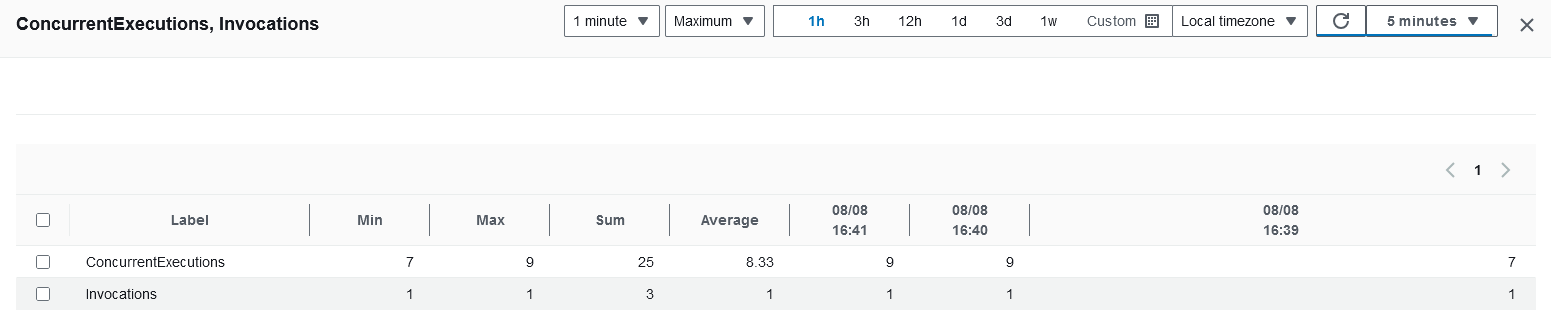 ConcurrentExecutions, Invocations
1 minute Maximum 1h 3h 12h 1d 3d 1w Custom Local timezone 5 minutes
1
Label Min Max Sum Average 08/08 16:41 08/08 16:40 08/08 16:39
ConcurrentExecutions 7 9 25 8.33 9 9 7
Invocations 1 1 3 1 1 1 1